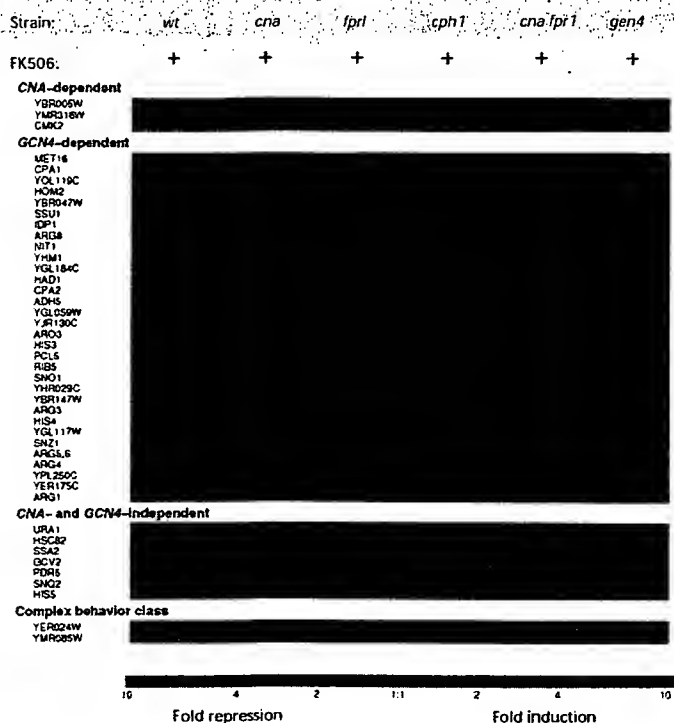 Strain: wt cna fprl cph1 cna fpr1 gen4
FK506: + + + + + +
CNA-dependent
YBR005W
YMR316W
CMK2
GCN4-dependent
MET16
CPA1
YOL119C
HOM2
YBR047W
SSU1
IDP1
ARG8
NIT1
YHM1
YGL184C
HAD1
CPA2
ADH5
YGL059W
YJR130C
ARO3
HIS3
PCL5
RIB5
SNO1
YHR029C
YBR147W
ARG3
HIS4
YGL117W
SNZ1
ARG5,6
ARG4
YPL250C
YER175C
ARG1
CNA- and GCN4-independent
URA1
HSC82
SSA2
GCV2
PDR5
SNQ2
HIS5
Complex behavior class
YER024W
YMR085W
10 4 2 1:1 2 4 10
Fold repression Fold induction